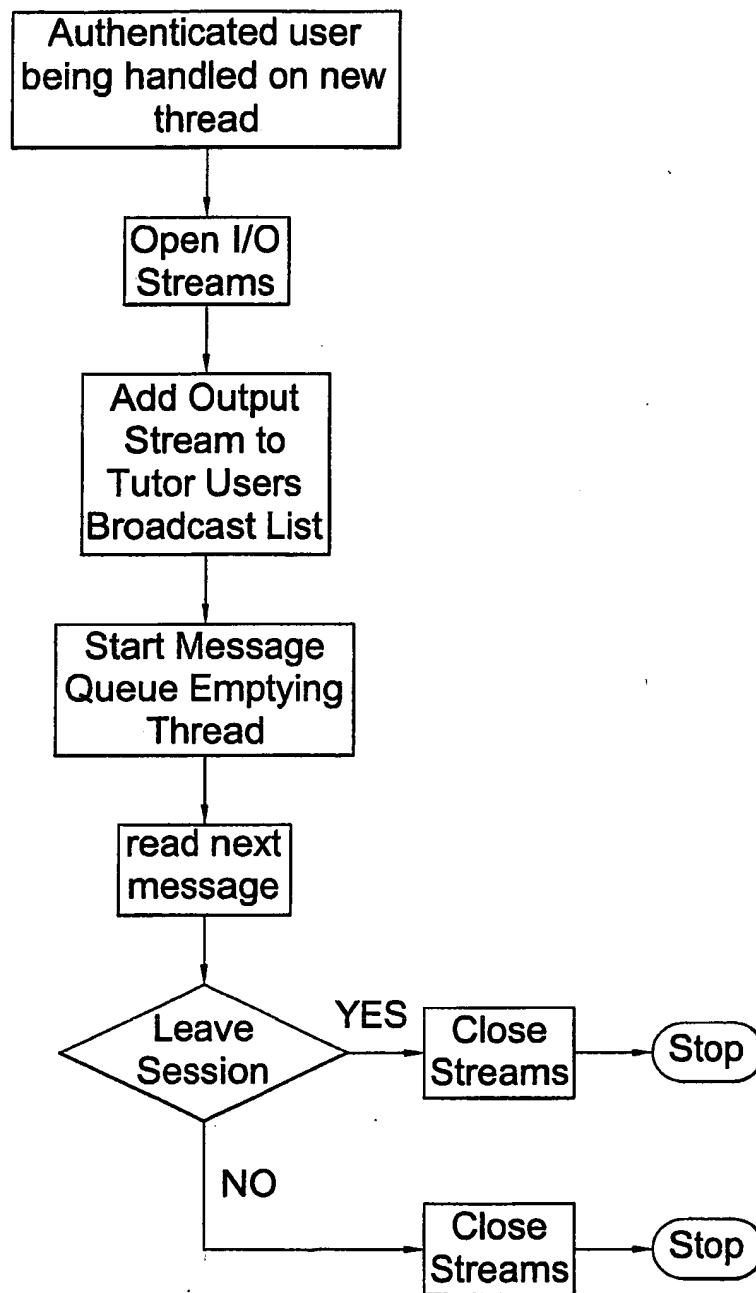 Authenticated user
being handled on new
thread
Open I/O
Streams
Add Output
Stream to
Tutor Users
Broadcast List
Start Message
Queue Emptying
Thread
read next
message
Leave
Session
YES
Close
Streams
Stop
NO
Close
Streams
Stop